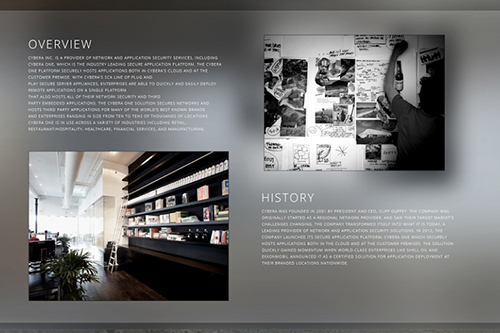 OVERVIEW
CYBERA INC. IS A PROVIDER OF NETWORK AND APPLICATION SECURITY SERVICES, INCLUDING
CYBERA ONE, WHICH IS THE INDUSTRY LEADING SECURE APPLICATION PLATFORM. THE CYBERA
ONE PLATFORM SECURELY HOSTS APPLICATIONS BOTH IN CYBERA'S CLOUD AND AT THE
CUSTOMER PREMISE. WITH CYBERA'S SCA LINE OF PLUG AND
PLAY SECURE SERVER APPLIANCES, ENTERPRISES ARE ABLE TO QUICKLY AND EASILY DEPLOY
REMOTE APPLICATIONS ON A SINGLE PLATFORM
THAT ALSO HOSTS ALL OF THEIR NETWORK SECURITY AND THIRD
PARTY EMBEDDED APPLICATIONS. THE CYBERA ONE SOLUTION SECURES NETWORKS AND
HOSTS THIRD PARTY APPLICATIONS FOR MANY OF THE WORLD'S BEST KNOWN BRANDS
AND ENTERPRISES RANGING IN SIZE FROM TEN TO TENS OF THOUSANDS OF LOCATIONS.
CYBERA ONE IS IN USE ACROSS A VARIETY OF INDUSTRIES INCLUDING RETAIL,
RESTAURANT/HOSPITALITY, HEALTHCARE, FINANCIAL SERVICES, AND MANUFACTURING.
HISTORY
CYBERA WAS FOUNDED IN 2001 BY PRESIDENT AND CEO, CLIFF DUFFEY. THE COMPANY WAS
ORIGINALLY STARTED AS A REGIONAL NETWORK PROVIDER, AND SAW THEIR TARGET MARKET'S
CHALLENGES CHANGING. THE COMPANY TRANSFORMED ITSELF INTO WHAT IT IS TODAY, A
LEADING PROVIDER OF NETWORK AND APPLICATION SECURITY SOLUTIONS. IN 2013, THE
COMPANY LAUNCHED ITS SECURE APPLICATION PLATFORM, CYBERA ONE WHICH SECURELY
HOSTS APPLICATIONS BOTH IN THE CLOUD AND AT THE CUSTOMER PREMISES. THE SOLUTION
QUICKLY GAINED MOMENTUM WHEN WORLD CLASS ENTERPRISES LIKE SHELL OIL AND
EXXONMOBIL ANNOUNCED IT AS A CERTIFIED SOLUTION FOR APPLICATION DEPLOYMENT AT
THEIR BRANDED LOCATIONS NATIONWIDE.